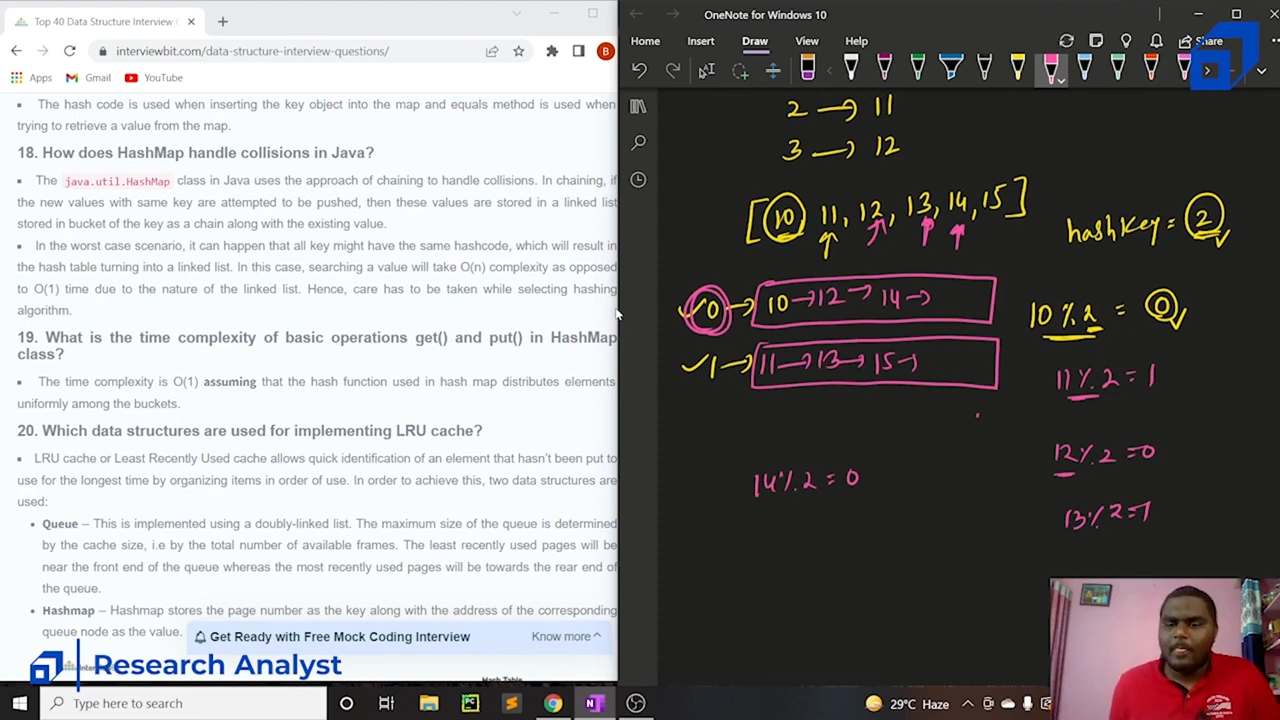 Top 40 Data Structure Interview
interviewbit.com/data-structure-interview-questions/
B
Apps
Gmail
YouTube
The hash code is used when inserting the key object into the map and equals method is used when
trying to retrieve a value from the map.
18. How does HashMap handle collisions in Java?
The java.util.HashMap class in Java uses the approach of chaining to handle collisions. In chaining, if
the new values with same key are attempted to be pushed, then these values are stored in a linked list
stored in bucket of the key as a chain along with the existing value.
In the worst case scenario, it can happen that all key might have the same hashcode, which will result in
the hash table turning into a linked list. In this case, searching a value will take O(n) complexity as opposed
to O(1) time due to the nature of the linked list. Hence, care has to be taken while selecting hashing
algorithm.
19. What is the time complexity of basic operations get() and put() in HashMap
class?
The time complexity is O(1) assuming that the hash function used in hash map distributes elements
uniformly among the buckets.
20. Which data structures are used for implementing LRU cache?
LRU cache or Least Recently Used cache allows quick identification of an element that hasn't been put to
use for the longest time by organizing items in order of use. In order to achieve this, two data structures are
used:
Queue – This is implemented using a doubly-linked list. The maximum size of the queue is determined
by the cache size, i.e by the total number of available frames. The least recently used pages will be
near the front end of the queue whereas the most recently used pages will be towards the rear end of
the queue.
Hashmap – Hashmap stores the page number as the key along with the address of the corresponding
queue node as the value.
Get Ready with Free Mock Coding Interview
Know more
Research Analyst
Hash Table
Type here to search
OneNote for Windows 10
Home Insert Draw View Help
Share
2 → 11
3 → 12
[10 11, 12, 13, 14, 15]
hashKey = 2
0 → 10 → 12 → 14 →
10 % 2 = 0
1 → 11 → 13 → 15 →
11 % 2 = 1
12 % 2 = 0
14 % 2 = 0
13 % 2 = 1
29°C Haze